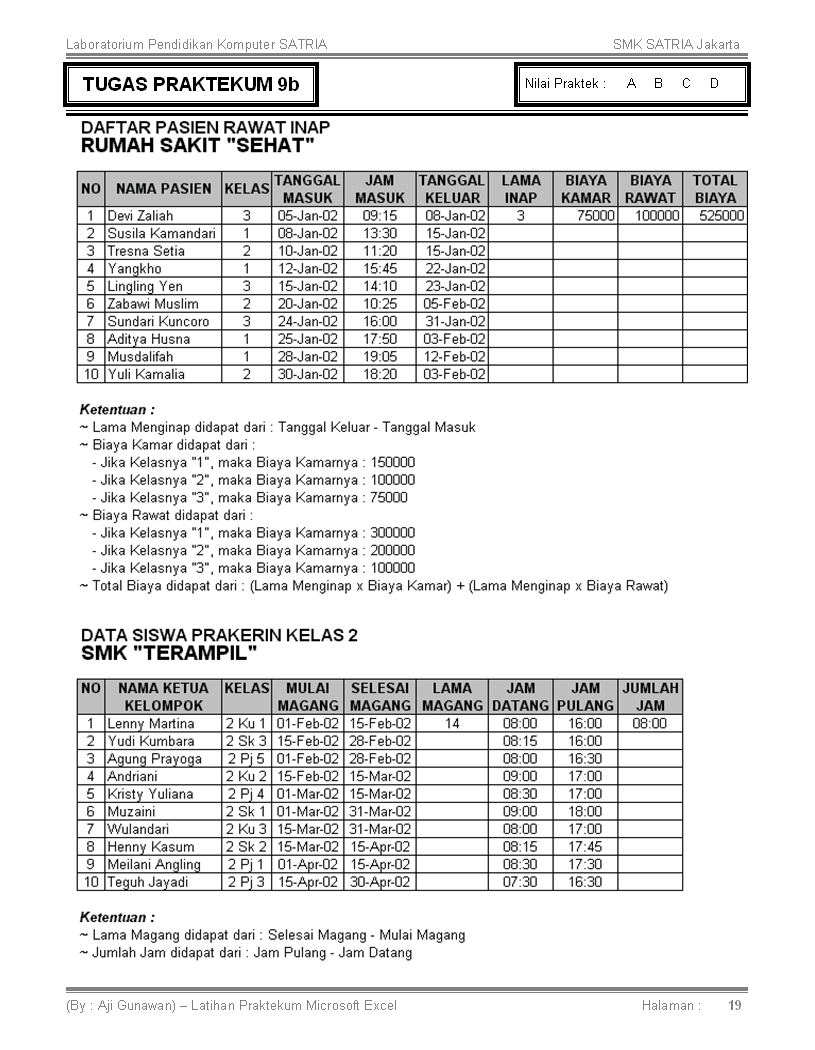 Laboratorium Pendidikan Komputer SATRIA SMK SATRIA Jakarta
TUGAS PRAKTEKUM 9b
Nilai Praktek : A B C D
DAFTAR PASIEN RAWAT INAP
RUMAH SAKIT "SEHAT"
NO NAMA PASIEN KELAS TANGGAL MASUK JAM MASUK TANGGAL KELUAR LAMA INAP BIAYA KAMAR BIAYA RAWAT TOTAL BIAYA
1 Devi Zaliah 3 05-Jan-02 09:15 08-Jan-02 3 75000 100000 525000
2 Susila Kamandari 1 08-Jan-02 13:30 15-Jan-02
3 Tresna Setia 2 10-Jan-02 11:20 15-Jan-02
4 Yangkho 1 12-Jan-02 15:45 22-Jan-02
5 Lingling Yen 3 15-Jan-02 14:10 23-Jan-02
6 Zabawi Muslim 2 20-Jan-02 10:25 05-Feb-02
7 Sundari Kuncoro 3 24-Jan-02 16:00 31-Jan-02
8 Aditya Husna 1 25-Jan-02 17:50 03-Feb-02
9 Musdalifah 1 28-Jan-02 19:05 12-Feb-02
10 Yuli Kamalia 2 30-Jan-02 18:20 03-Feb-02
Ketentuan :
~ Lama Menginap didapat dari : Tanggal Keluar - Tanggal Masuk
~ Biaya Kamar didapat dari :
- Jika Kelasnya "1", maka Biaya Kamarnya : 150000
- Jika Kelasnya "2", maka Biaya Kamarnya : 100000
- Jika Kelasnya "3", maka Biaya Kamarnya : 75000
~ Biaya Rawat didapat dari :
- Jika Kelasnya "1", maka Biaya Kamarnya : 300000
- Jika Kelasnya "2", maka Biaya Kamarnya : 200000
- Jika Kelasnya "3", maka Biaya Kamarnya : 100000
~ Total Biaya didapat dari : (Lama Menginap x Biaya Kamar) + (Lama Menginap x Biaya Rawat)
DATA SISWA PRAKERIN KELAS 2
SMK "TERAMPIL"
NO NAMA KETUA KELOMPOK KELAS MULAI MAGANG SELESAI MAGANG LAMA MAGANG JAM DATANG JAM PULANG JUMLAH JAM
1 Lenny Martina 2 Ku 1 01-Feb-02 15-Feb-02 14 08:00 16:00 08:00
2 Yudi Kumbara 2 Sk 3 15-Feb-02 28-Feb-02 08:15 16:00
3 Agung Prayoga 2 Pj 5 01-Feb-02 28-Feb-02 08:00 16:30
4 Andriani 2 Ku 2 15-Feb-02 15-Mar-02 09:00 17:00
5 Kristy Yuliana 2 Pj 4 01-Mar-02 15-Mar-02 08:30 17:00
6 Muzaini 2 Sk 1 01-Mar-02 31-Mar-02 09:00 18:00
7 Wulandari 2 Ku 3 15-Mar-02 31-Mar-02 08:00 17:00
8 Henny Kasum 2 Sk 2 15-Mar-02 15-Apr-02 08:15 17:45
9 Meilani Angling 2 Pj 1 01-Apr-02 15-Apr-02 08:30 17:30
10 Teguh Jayadi 2 Pj 3 15-Apr-02 30-Apr-02 07:30 16:30
Ketentuan :
~ Lama Magang didapat dari : Selesai Magang - Mulai Magang
~ Jumlah Jam didapat dari : Jam Pulang - Jam Datang
(By : Aji Gunawan) – Latihan Praktekum Microsoft Excel Halaman : 19